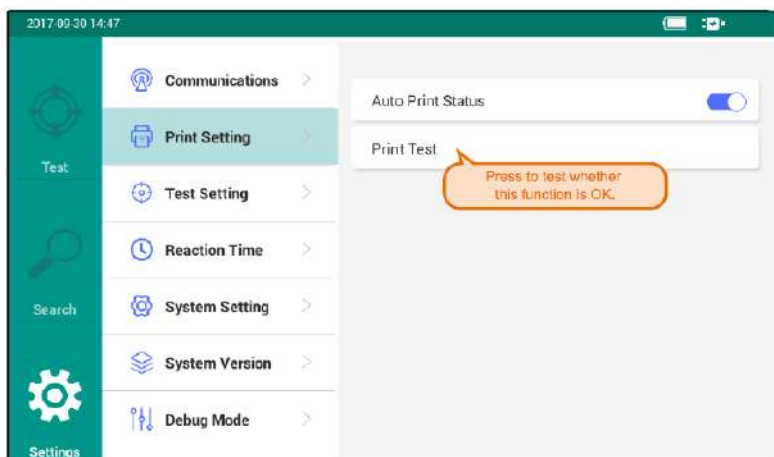 2017-09-30 14:47
Test
Search
Settings
Communications
Print Setting
Test Setting
Reaction Time
System Setting
System Version
Debug Mode
Auto Print Status
Print Test
Press to test whether
this function is OK.